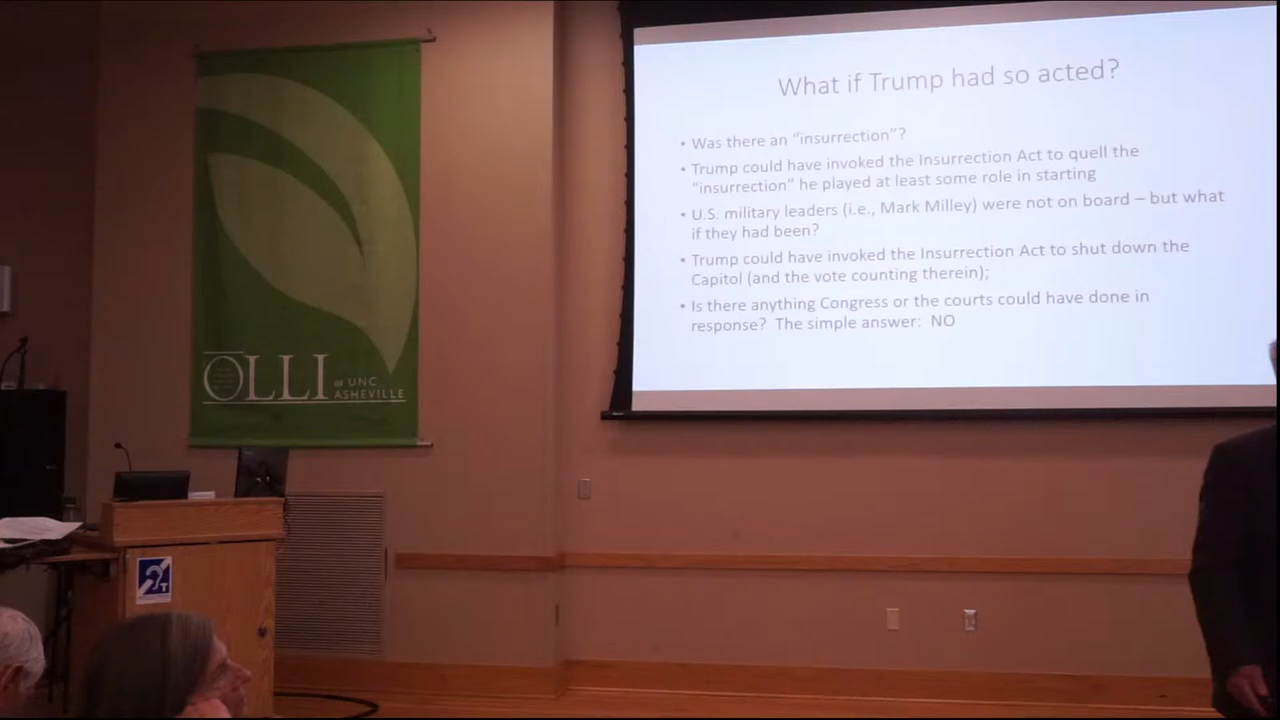 What if Trump had so acted?
• Was there an “insurrection”?
• Trump could have invoked the Insurrection Act to quell the
“insurrection” he played at least some role in starting
• U.S. military leaders (i.e., Mark Milley) were not on board – but what
if they had been?
• Trump could have invoked the Insurrection Act to shut down the
Capitol (and the vote counting therein);
• Is there anything Congress or the courts could have done in
response? The simple answer: NO
OLLI at UNC
ASHEVILLE
T